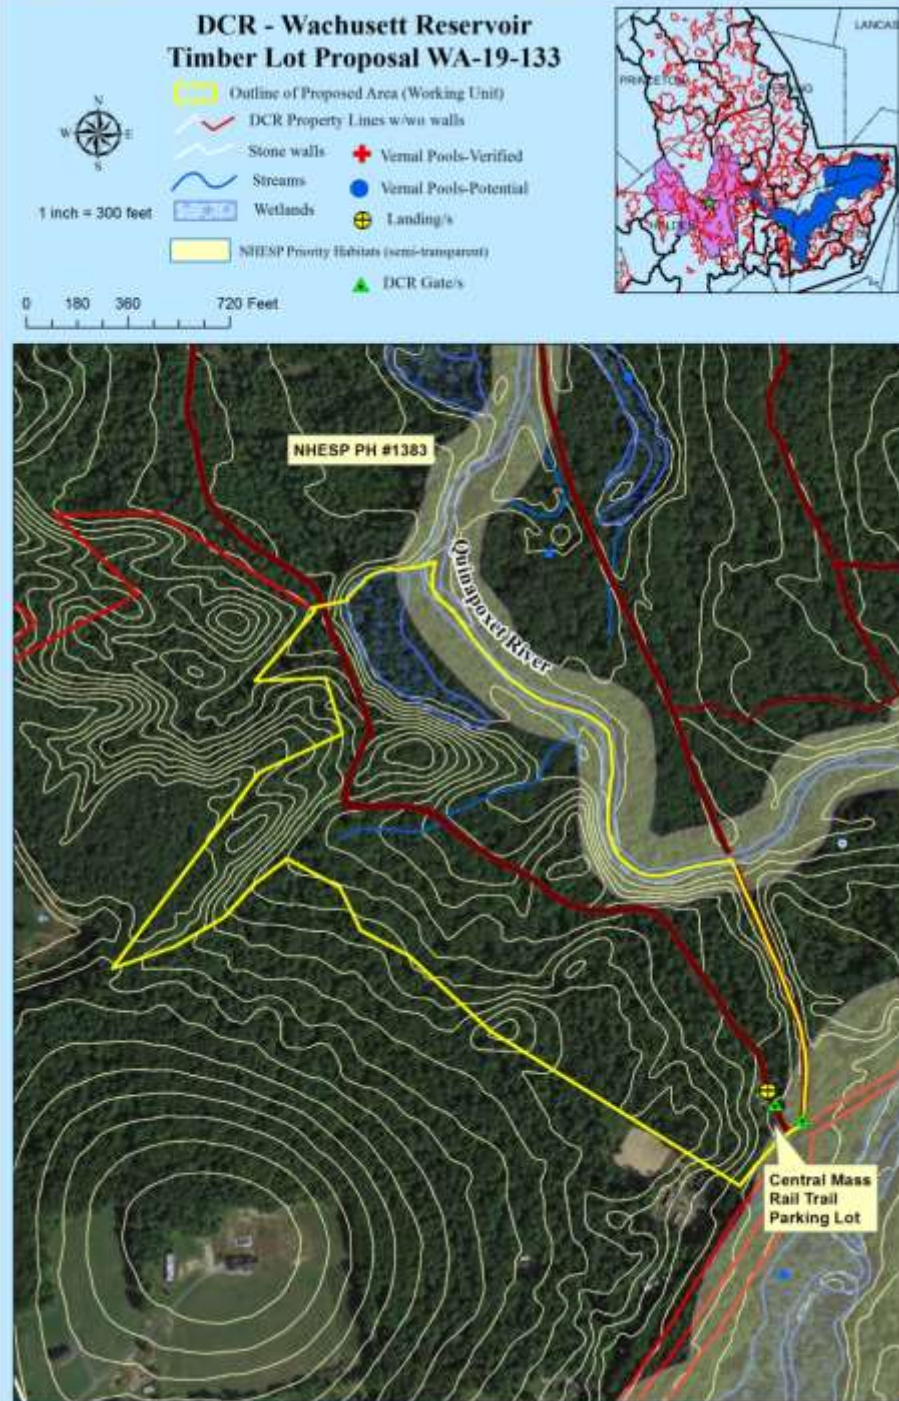 DCR - Wachusett Reservoir
Timber Lot Proposal WA-19-133
Outline of Proposed Area (Working Unit)
DCR Property Lines w/wo walls
Stone walls
Streams
Wetlands
NHESP Priority Habitats (semi-transparent)
Vernal Pools-Verified
Vernal Pools-Potential
Landing/s
DCR Gate/s
N
W E
S
1 inch = 300 feet
0 180 360 720 Feet
LANCAS
PRINCETON
NHESP PH #1383
Quinapoxet River
Central Mass
Rail Trail
Parking Lot